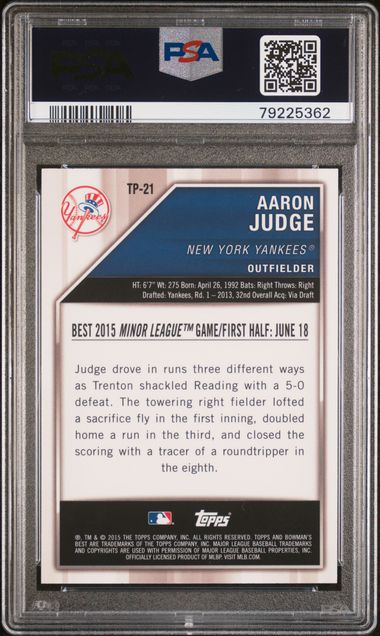 PSA
PSA
79225362
TP-21
Yankees
AARON
JUDGE
NEW YORK YANKEES®
OUTFIELDER
HT: 6'7" Wt: 275 Born: April 26, 1992 Bats: Right Throws: Right
Drafted: Yankees, Rd. 1 – 2013, 32nd Overall Acq: Via Draft
BEST 2015 MINOR LEAGUE™ GAME/FIRST HALF: JUNE 18
Judge drove in runs three different ways
as Trenton shackled Reading with a 5-0
defeat. The towering right fielder lofted
a sacrifice fly in the first inning, doubled
home a run in the third, and closed the
scoring with a tracer of a roundtripper in
the eighth.
Topps
®, TM & © 2015 THE TOPPS COMPANY, INC. ALL RIGHTS RESERVED. TOPPS AND BOWMAN'S
BEST ARE TRADEMARKS OF THE TOPPS COMPANY, INC. MAJOR LEAGUE BASEBALL TRADEMARKS
AND COPYRIGHTS ARE USED WITH PERMISSION OF MAJOR LEAGUE BASEBALL PROPERTIES, INC.
OFFICIALLY LICENSED PRODUCT OF MLBP. VISIT MLB.COM.